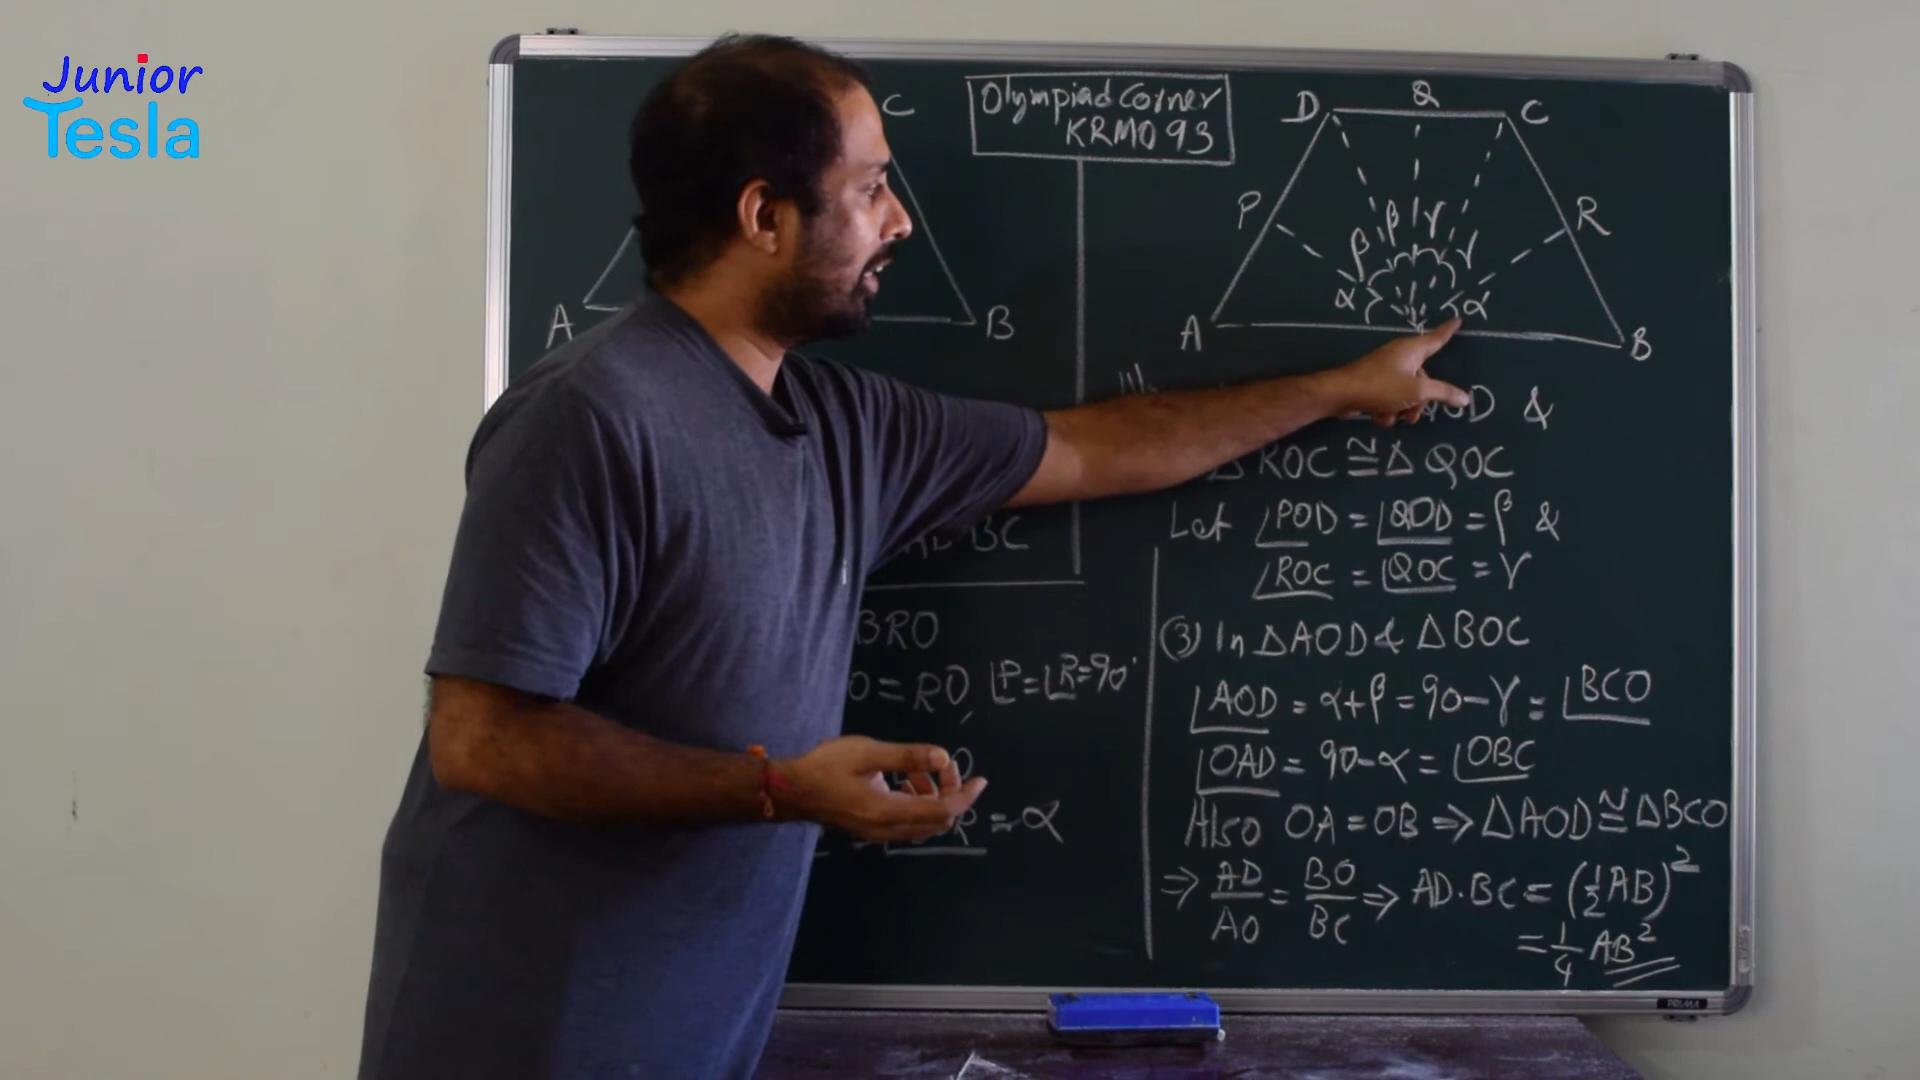 Junior
Tesla
C
A
B
Olympiad Corner
KRMO 93
D
Q
C
P
R
β
β
γ
γ
α
α
A
B
QOD &
Δ ROC ≅ Δ QOC
Let ∠POD = ∠QOD = β &
∠ROC = ∠QOC = γ
(3) In ΔAOD & ΔBOC
∠AOD = α+β = 90-γ = ∠BCO
∠OAD = 90-α = ∠OBC
Also OA = OB ⇒ ΔAOD ≅ ΔBCO
⇒ AD/AO = BO/BC ⇒ AD.BC = (1/2 AB)²
= 1/4 AB²
BC
BRO
O = RO, ∠P = ∠R = 90°
R = α
PRIMA